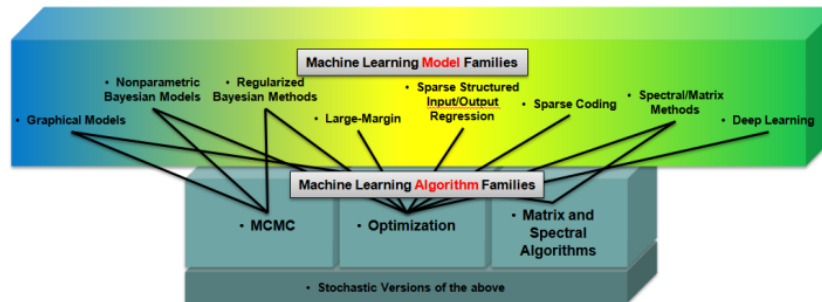 Machine Learning Model Families
• Nonparametric
Bayesian Models
• Regularized
Bayesian Methods
• Sparse Structured
Input/Output
Regression
• Spectral/Matrix
Methods
• Graphical Models
• Large-Margin
• Sparse Coding
• Deep Learning
Machine Learning Algorithm Families
• MCMC
• Optimization
• Matrix and
Spectral
Algorithms
• Stochastic Versions of the above